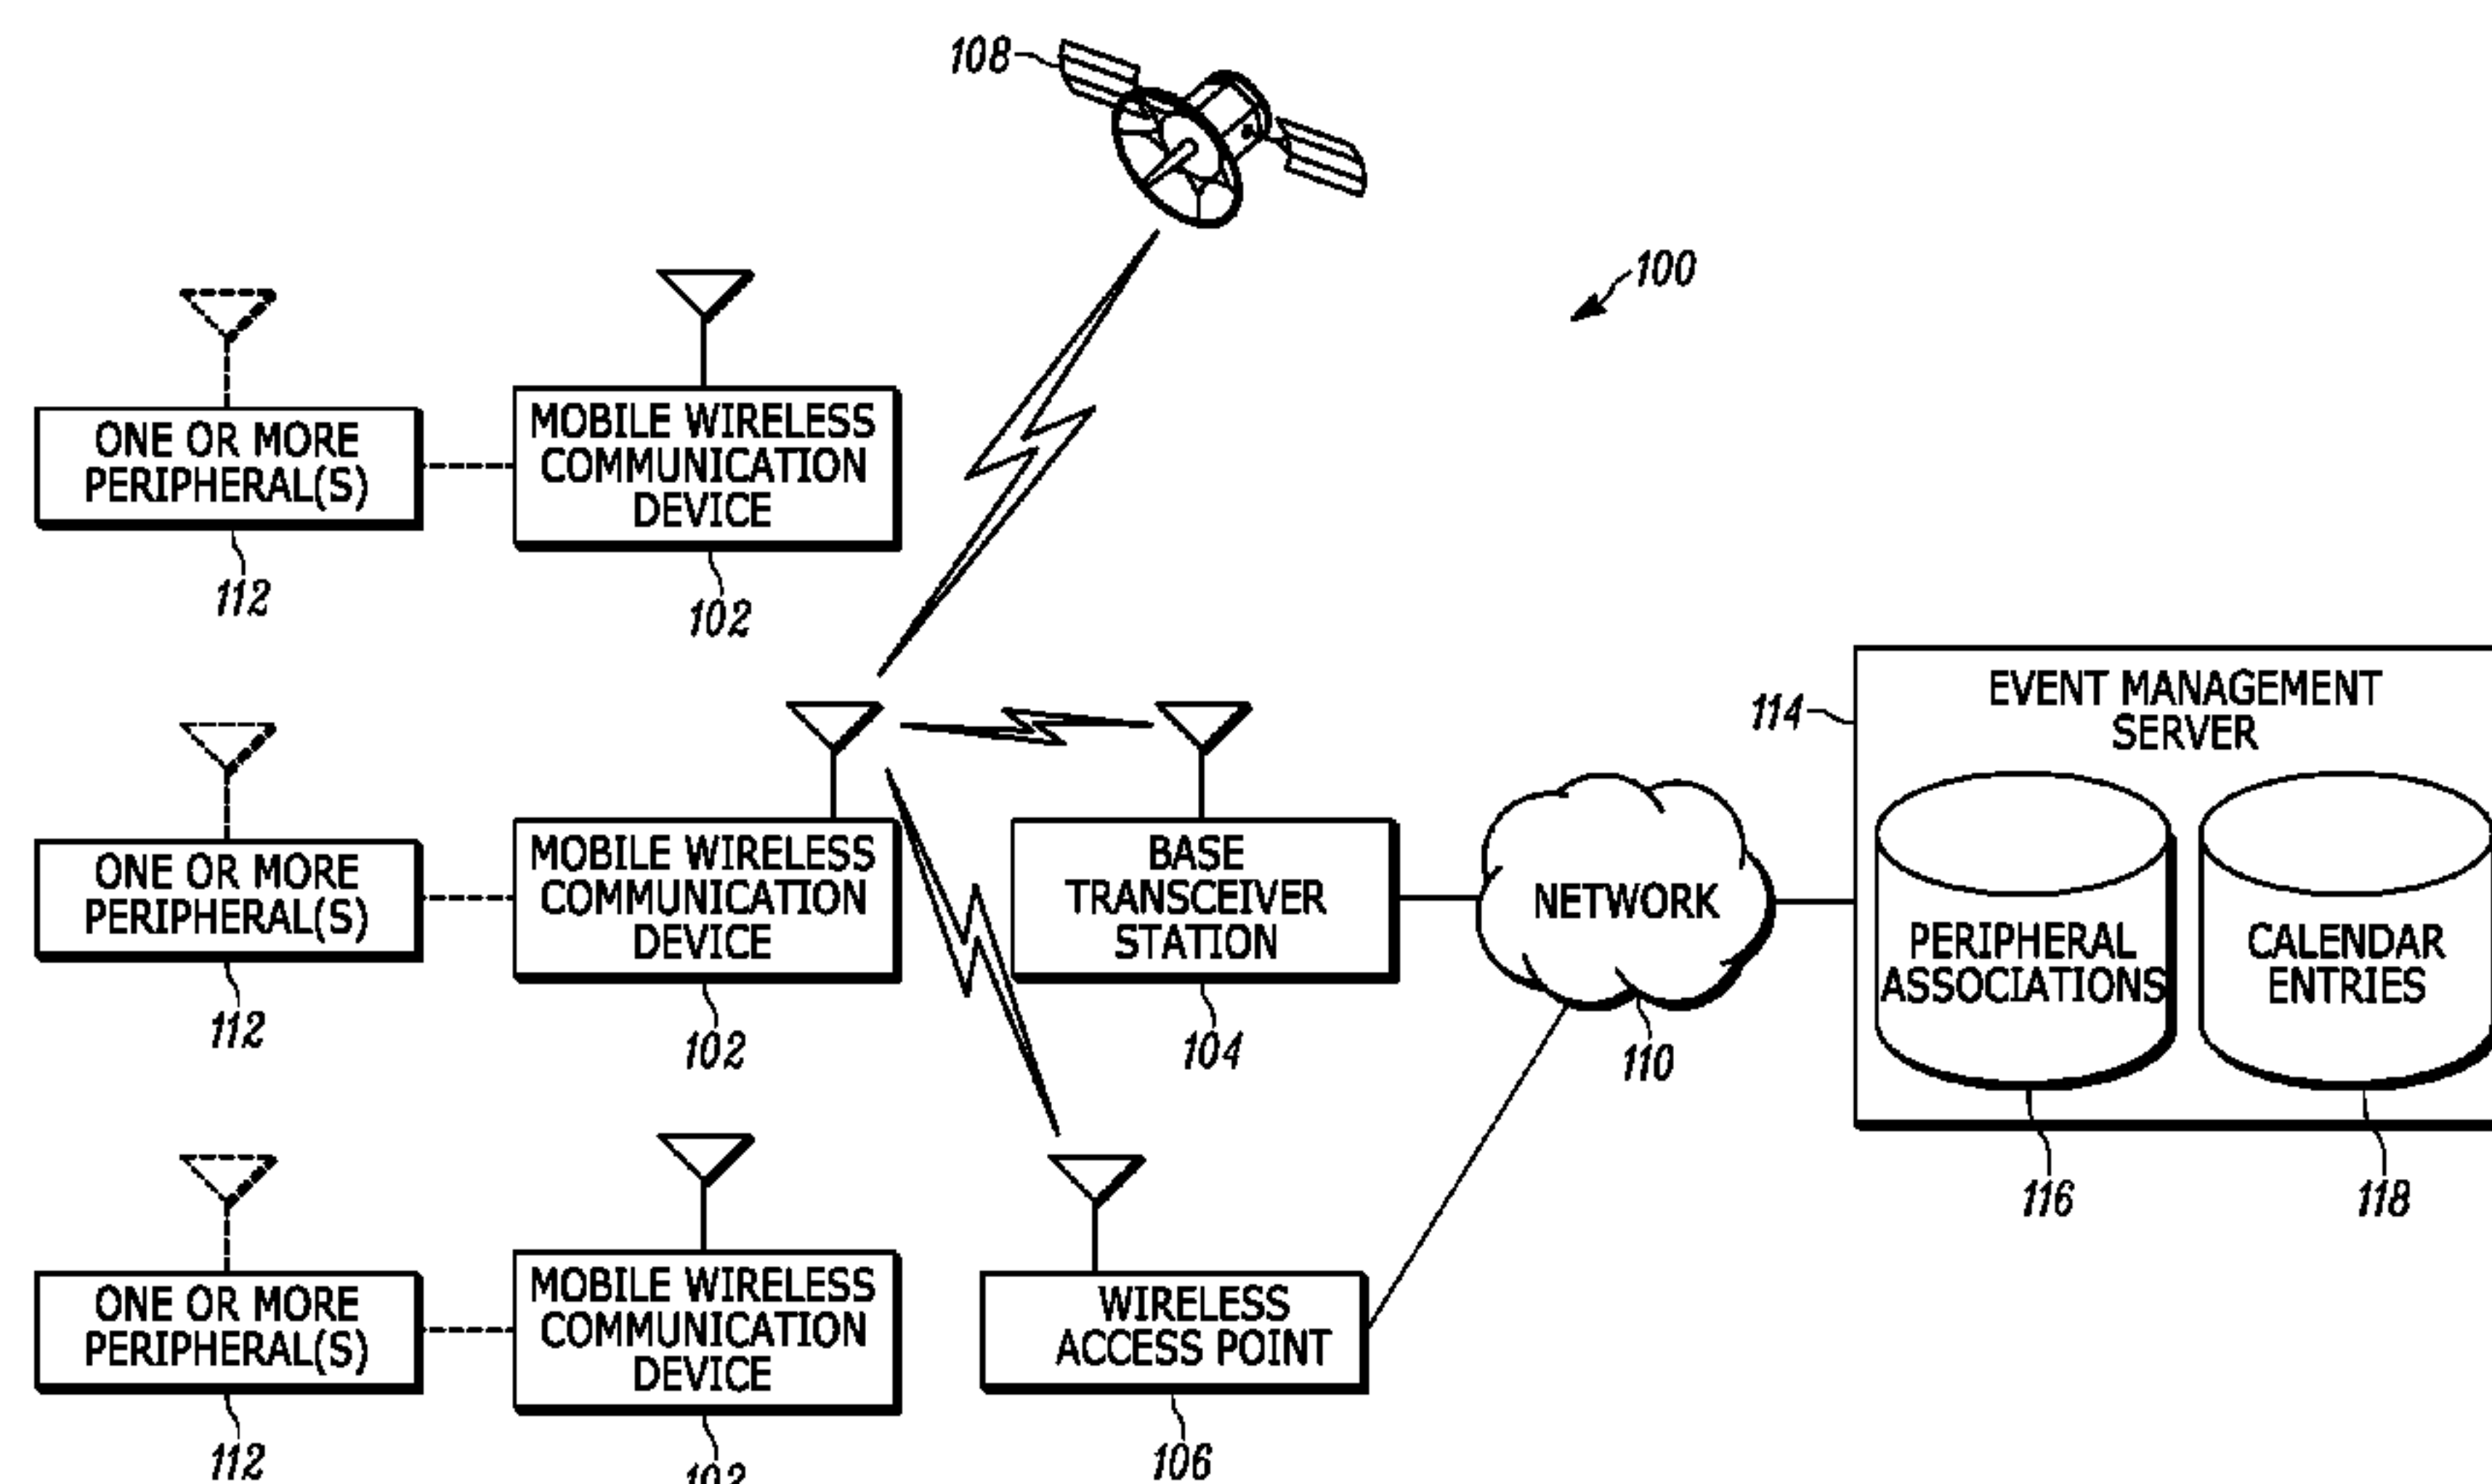 108
100
ONE OR MORE
PERIPHERAL(S)
112
MOBILE WIRELESS
COMMUNICATION
DEVICE
102
ONE OR MORE
PERIPHERAL(S)
112
MOBILE WIRELESS
COMMUNICATION
DEVICE
102
BASE
TRANSCEIVER
STATION
104
NETWORK
110
114
EVENT MANAGEMENT
SERVER
PERIPHERAL
ASSOCIATIONS
116
CALENDAR
ENTRIES
118
ONE OR MORE
PERIPHERAL(S)
112
MOBILE WIRELESS
COMMUNICATION
DEVICE
102
WIRELESS
ACCESS POINT
106